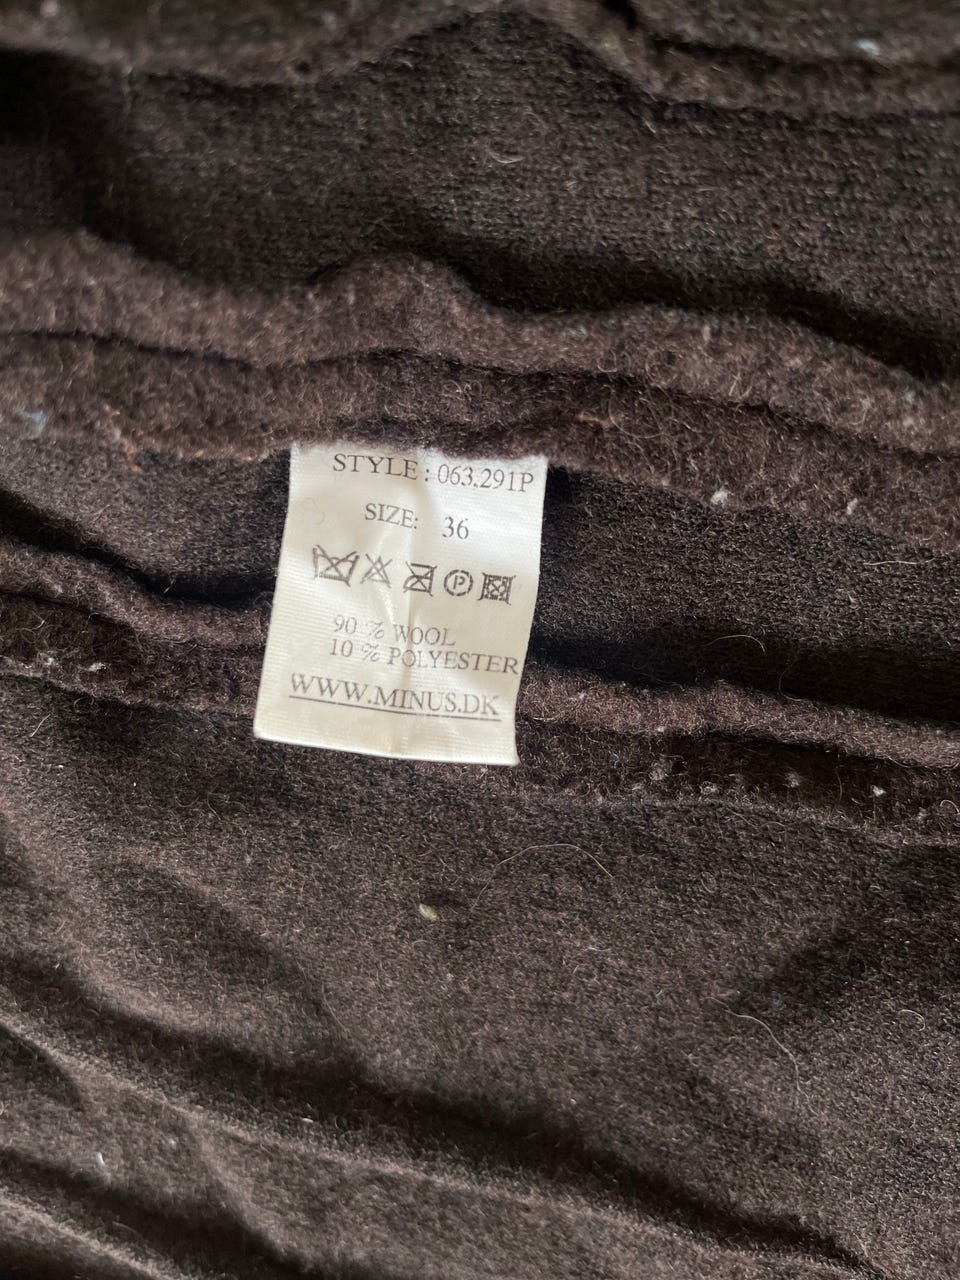 STYLE: 063.291P
SIZE: 36
P
90 % WOOL
10 % POLYESTER
WWW.MINUS.DK